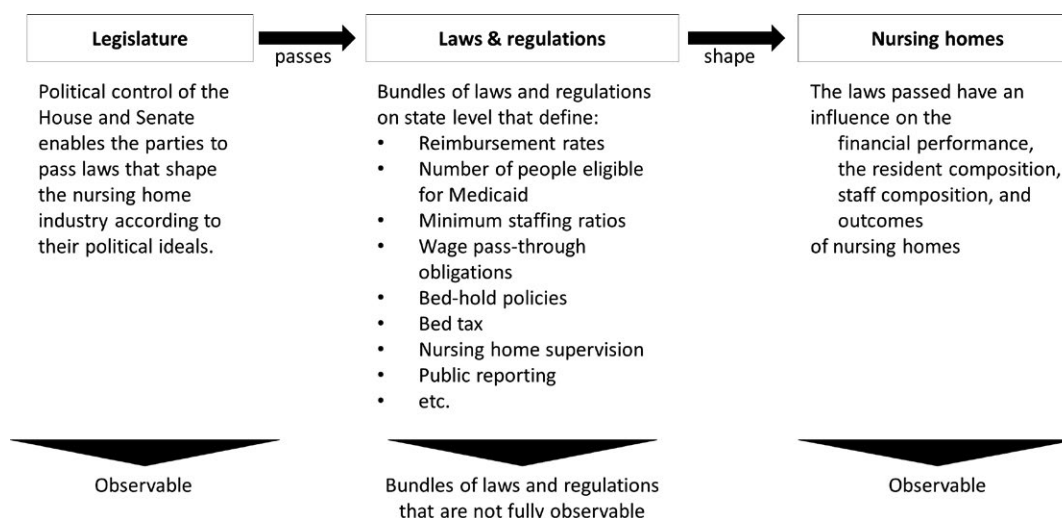 Legislature
passes
Laws & regulations
shape
Nursing homes
Political control of the
House and Senate
enables the parties to
pass laws that shape
the nursing home
industry according to
their political ideals.
Bundles of laws and regulations
on state level that define:
• Reimbursement rates
• Number of people eligible
for Medicaid
• Minimum staffing ratios
• Wage pass-through
obligations
• Bed-hold policies
• Bed tax
• Nursing home supervision
• Public reporting
• etc.
The laws passed have an
influence on the
financial performance,
the resident composition,
staff composition, and
outcomes
of nursing homes
Observable
Bundles of laws and regulations
that are not fully observable
Observable